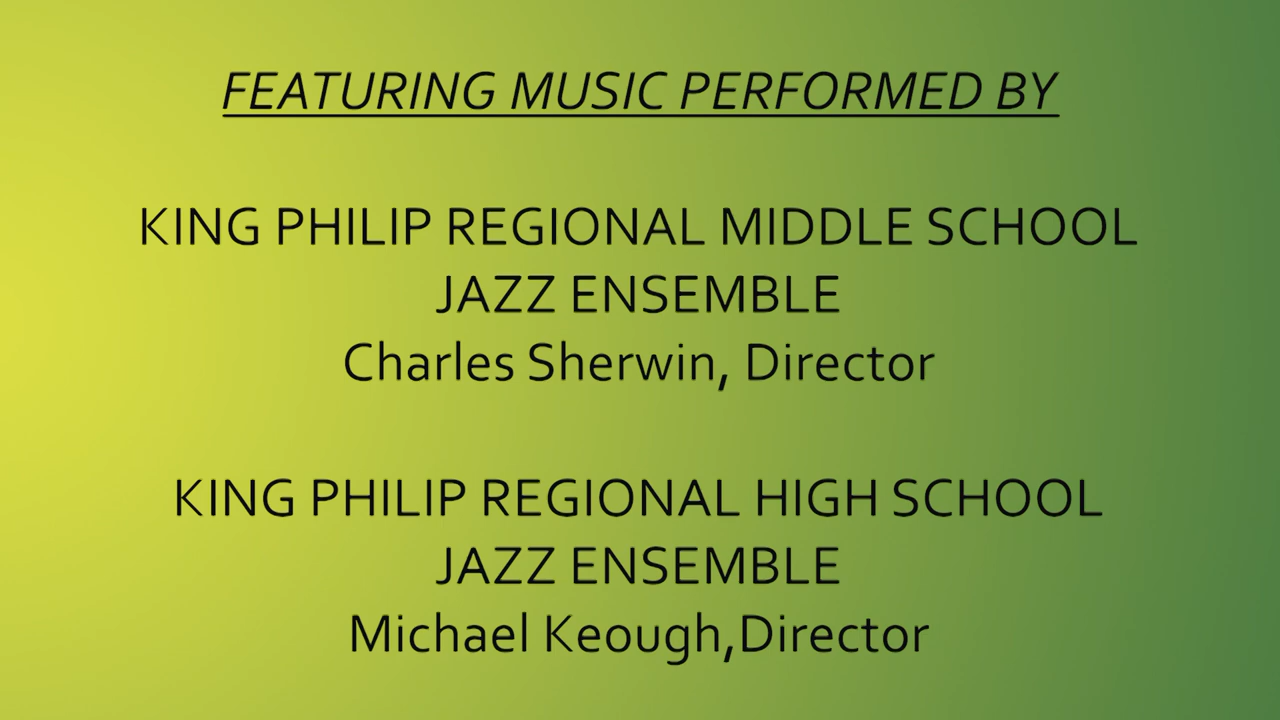 FEATURING MUSIC PERFORMED BY
KING PHILIP REGIONAL MIDDLE SCHOOL
JAZZ ENSEMBLE
Charles Sherwin, Director
KING PHILIP REGIONAL HIGH SCHOOL
JAZZ ENSEMBLE
Michael Keough,Director